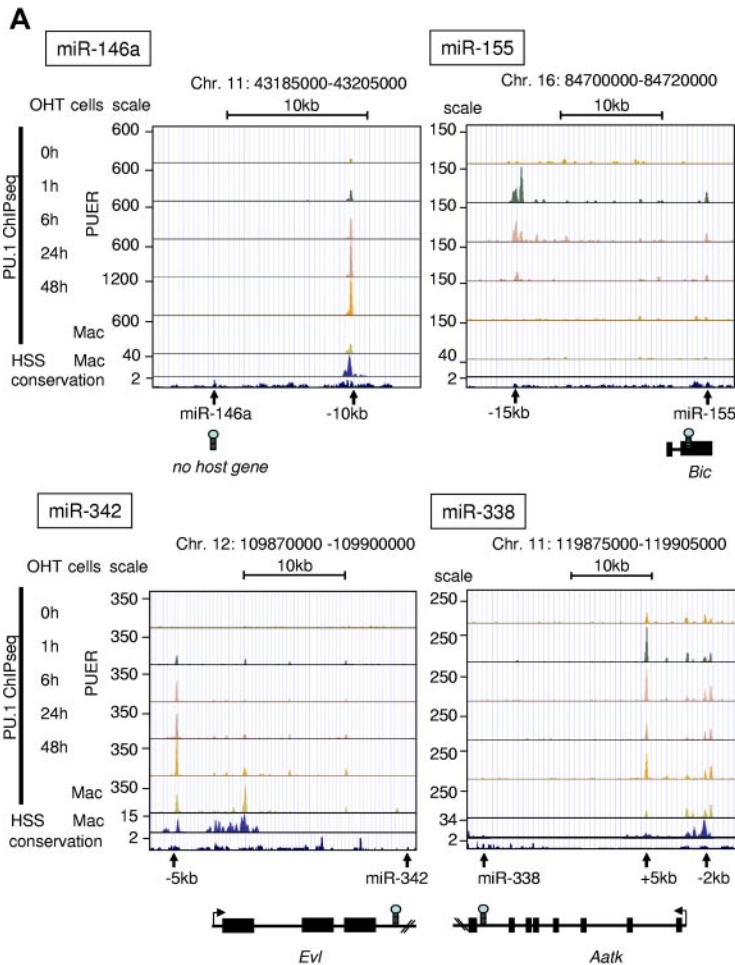 A
miR-146a
Chr. 11: 43185000-43205000
10kb
OHT cells scale
PU.1 ChIPseq
PUER
0h
1h
6h
24h
48h
Mac
HSS Mac
conservation
600
600
600
600
1200
600
40
2
miR-146a
-10kb
no host gene
miR-155
Chr. 16: 84700000-84720000
scale
10kb
150
150
150
150
150
150
40
2
-15kb
miR-155
Bic
miR-342
Chr. 12: 109870000 -109900000
OHT cells scale
10kb
PU.1 ChIPseq
PUER
0h
1h
6h
24h
48h
Mac
HSS Mac
conservation
350
350
350
350
350
350
15
2
-5kb
miR-342
Evl
miR-338
Chr. 11: 119875000-119905000
scale
10kb
250
250
250
250
250
250
34
2
miR-338
+5kb
-2kb
Aatk